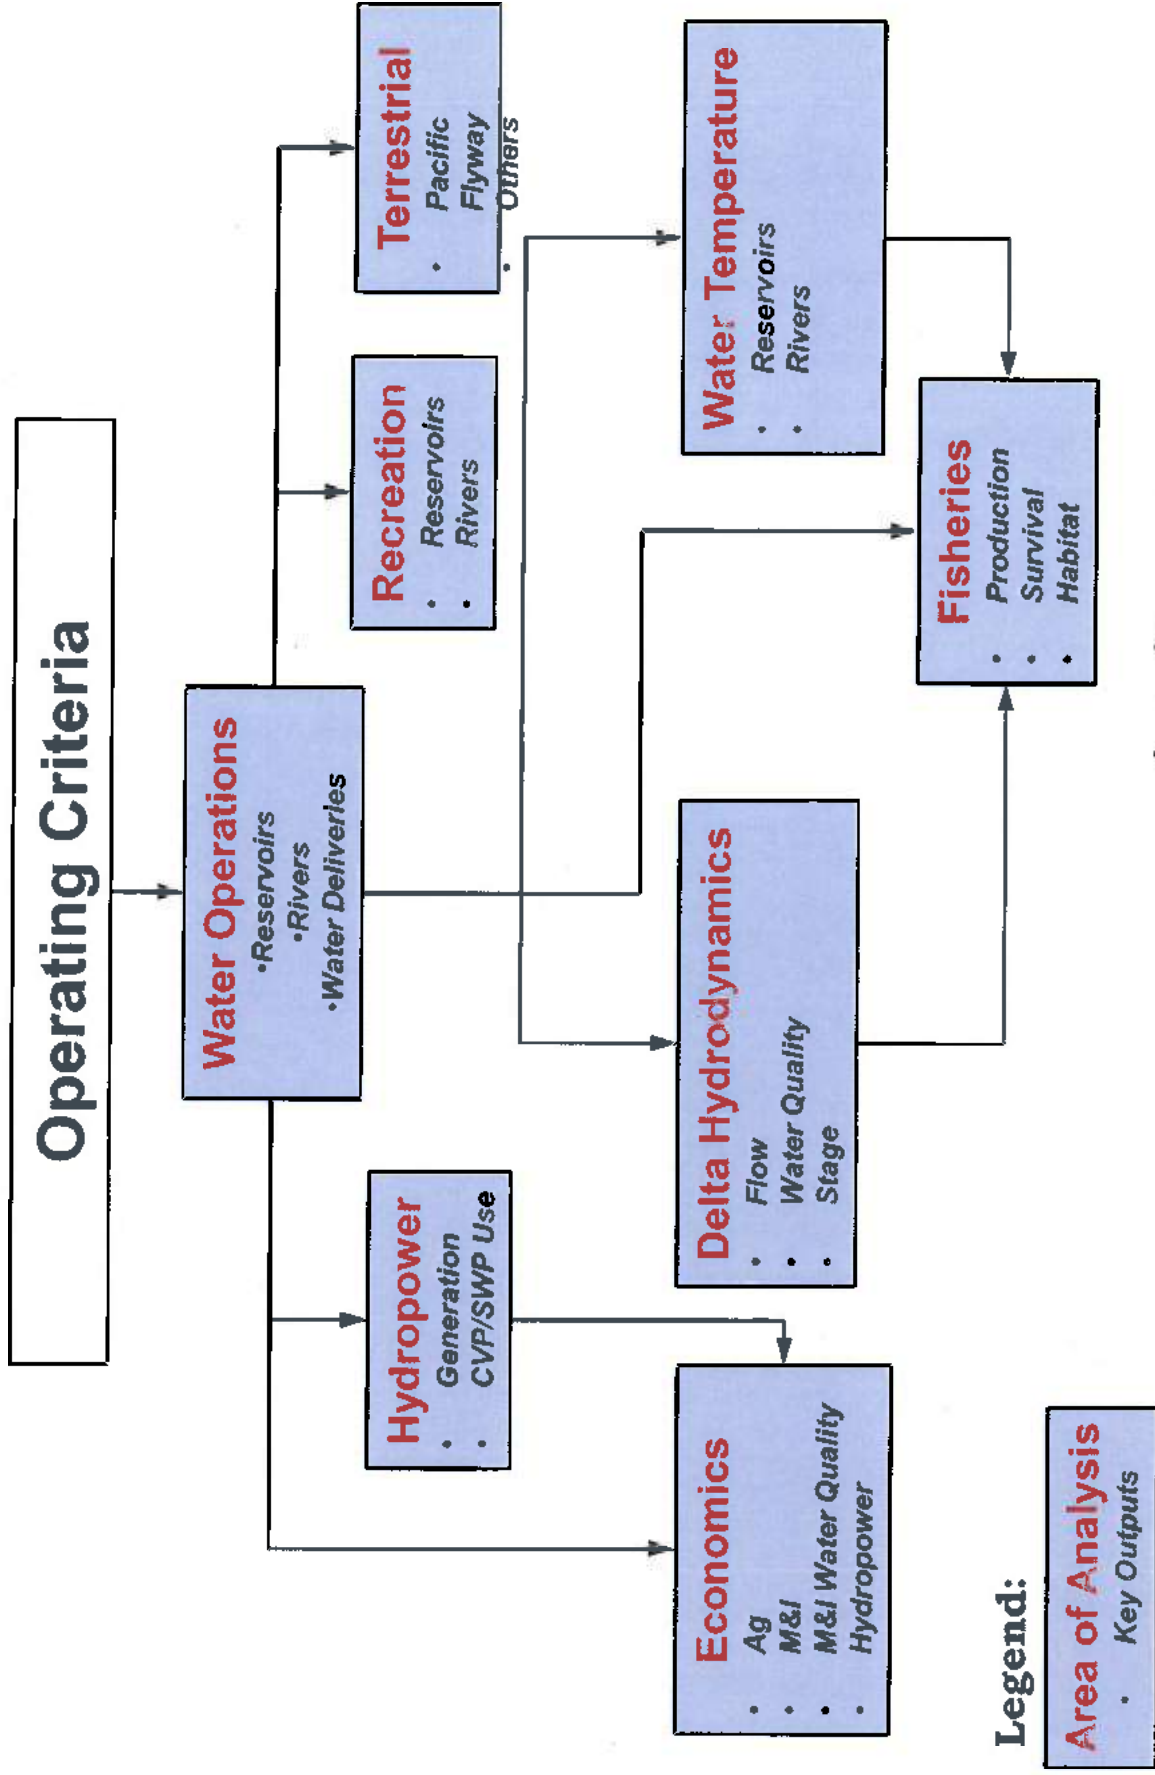 Operating Criteria
Water Operations
•Reservoirs
•Rivers
•Water Deliveries
Hydropower
• Generation
• CVP/SWP Use
Recreation
• Reservoirs
• Rivers
Terrestrial
• Pacific
Flyway
• Others
Economics
• Ag
• M&I
• M&I Water Quality
• Hydropower
Delta Hydrodynamics
• Flow
• Water Quality
• Stage
Water Temperature
• Reservoirs
• Rivers
Fisheries
• Production
• Survival
• Habitat
Legend:
Area of Analysis
• Key Outputs